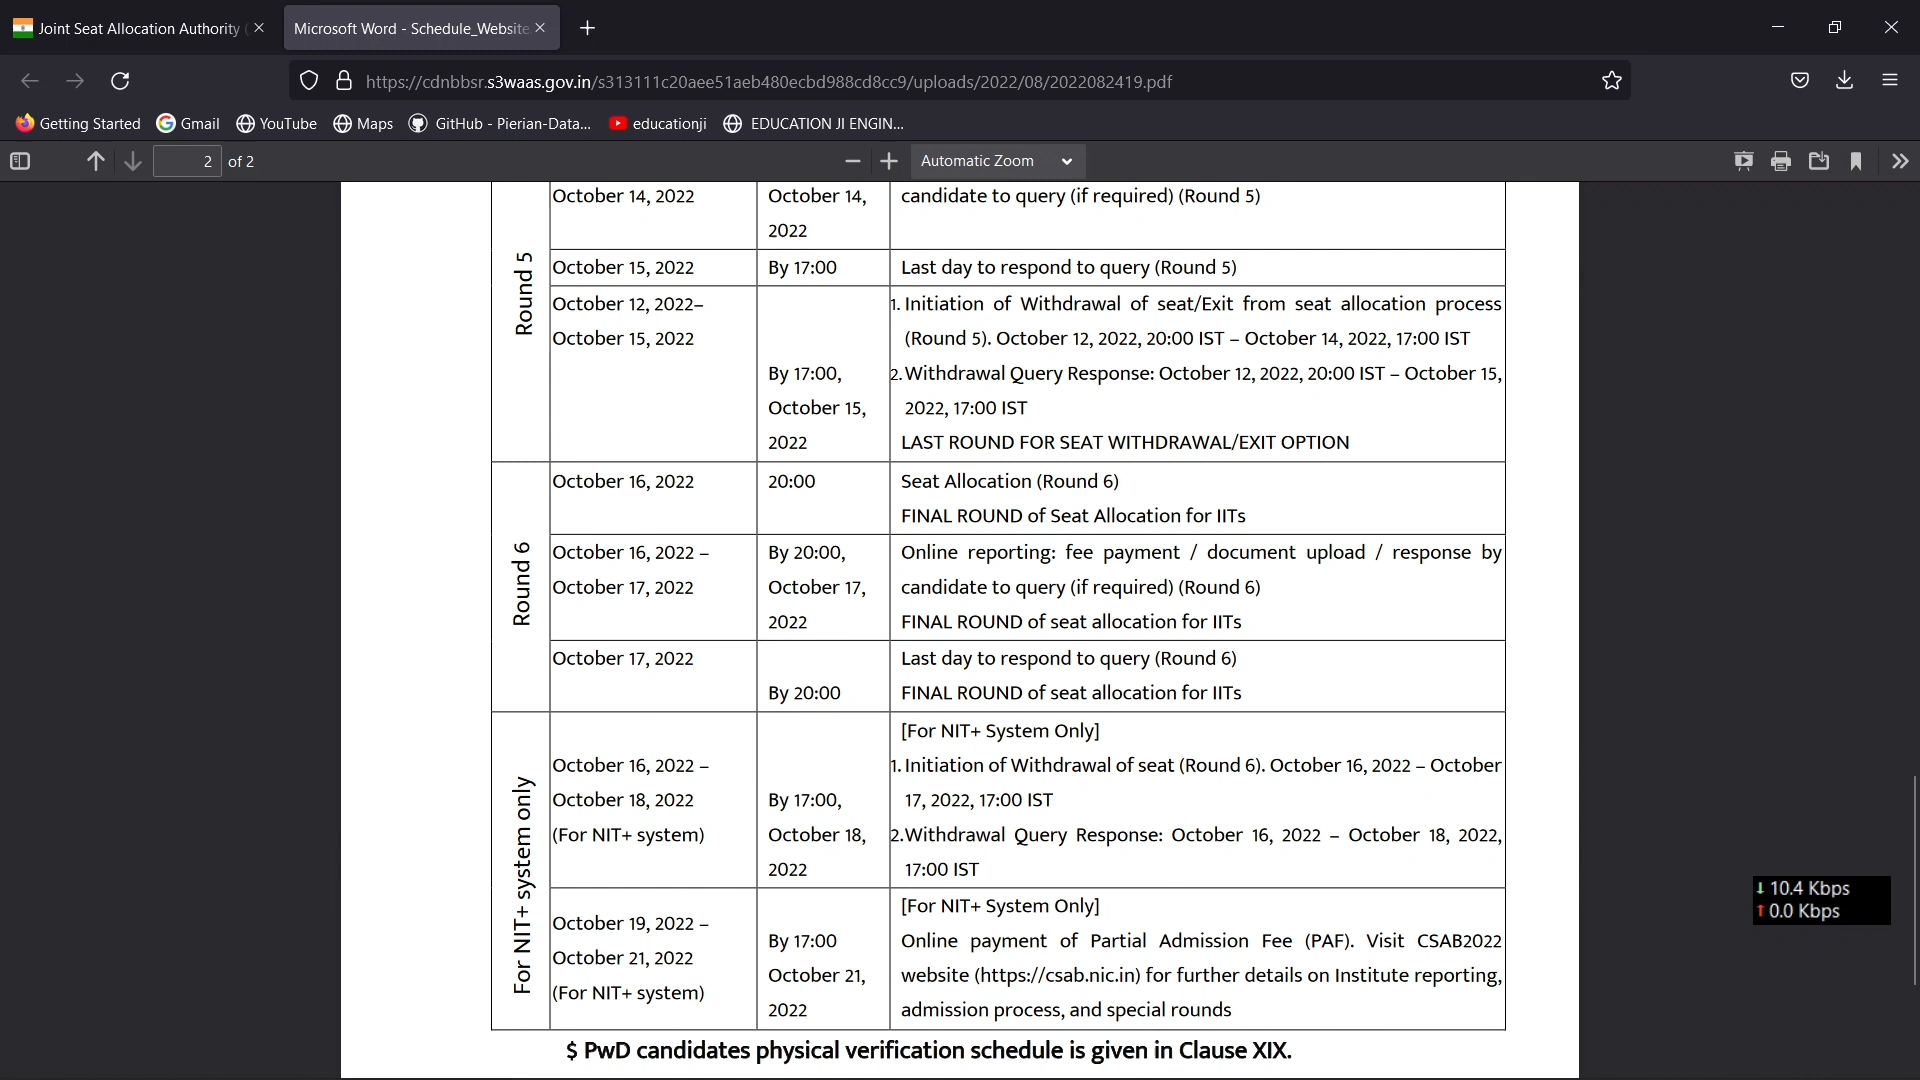 Joint Seat Allocation Authority (
Microsoft Word - Schedule_Website
https://cdnbbsr.s3waas.gov.in/s313111c20aee51aeb480ecbd988cd8cc9/uploads/2022/08/2022082419.pdf
Getting Started
Gmail
YouTube
Maps
GitHub - Pierian-Data...
educationji
EDUCATION JI ENGIN...
2 of 2
Automatic Zoom
Round 5
October 14, 2022
October 14,
2022
candidate to query (if required) (Round 5)
October 15, 2022
By 17:00
Last day to respond to query (Round 5)
October 12, 2022–
October 15, 2022
By 17:00,
October 15,
2022
1. Initiation of Withdrawal of seat/Exit from seat allocation process
(Round 5). October 12, 2022, 20:00 IST – October 14, 2022, 17:00 IST
2. Withdrawal Query Response: October 12, 2022, 20:00 IST – October 15,
2022, 17:00 IST
LAST ROUND FOR SEAT WITHDRAWAL/EXIT OPTION
Round 6
October 16, 2022
20:00
Seat Allocation (Round 6)
FINAL ROUND of Seat Allocation for IITs
October 16, 2022 –
October 17, 2022
By 20:00,
October 17,
2022
Online reporting: fee payment / document upload / response by
candidate to query (if required) (Round 6)
FINAL ROUND of seat allocation for IITs
October 17, 2022
By 20:00
Last day to respond to query (Round 6)
FINAL ROUND of seat allocation for IITs
For NIT+ system only
October 16, 2022 –
October 18, 2022
(For NIT+ system)
By 17:00,
October 18,
2022
[For NIT+ System Only]
1. Initiation of Withdrawal of seat (Round 6). October 16, 2022 – October
17, 2022, 17:00 IST
2.Withdrawal Query Response: October 16, 2022 – October 18, 2022,
17:00 IST
October 19, 2022 –
October 21, 2022
(For NIT+ system)
By 17:00
October 21,
2022
[For NIT+ System Only]
Online payment of Partial Admission Fee (PAF). Visit CSAB2022
website (https://csab.nic.in) for further details on Institute reporting,
admission process, and special rounds
$ PwD candidates physical verification schedule is given in Clause XIX.
↓ 10.4 Kbps
↑ 0.0 Kbps